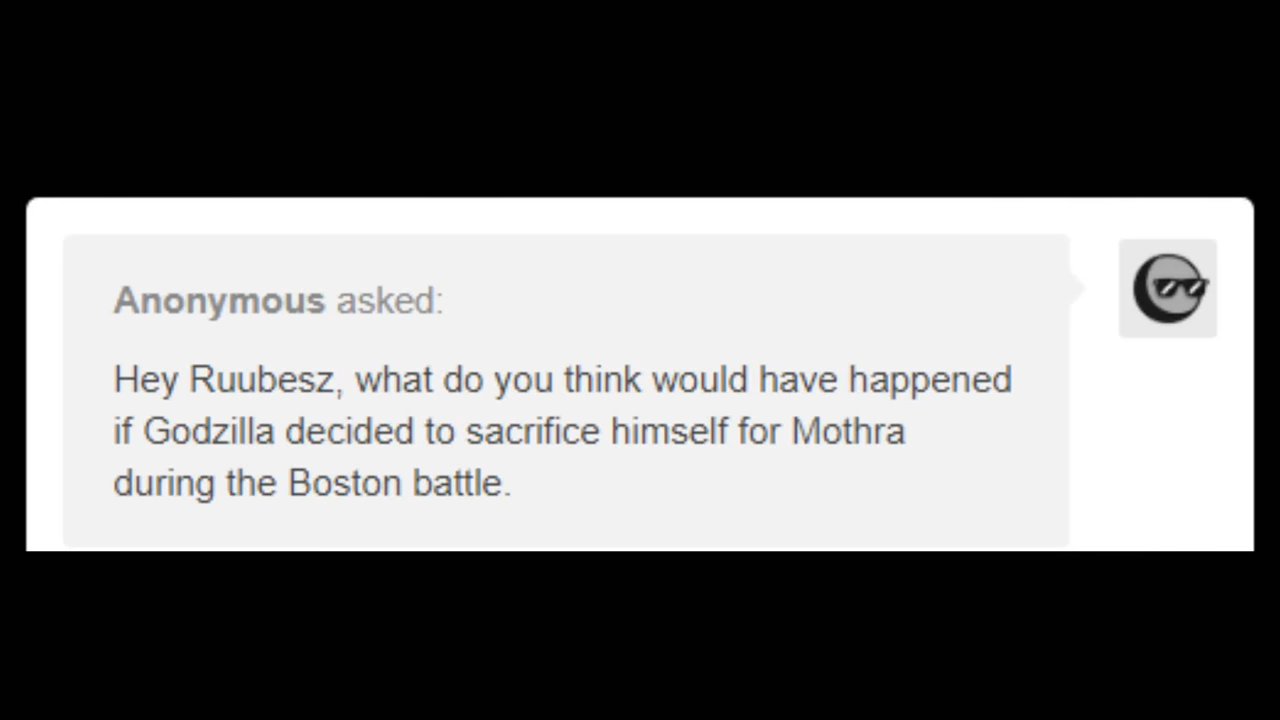 Anonymous asked:
Hey Ruubesz, what do you think would have happened
if Godzilla decided to sacrifice himself for Mothra
during the Boston battle.